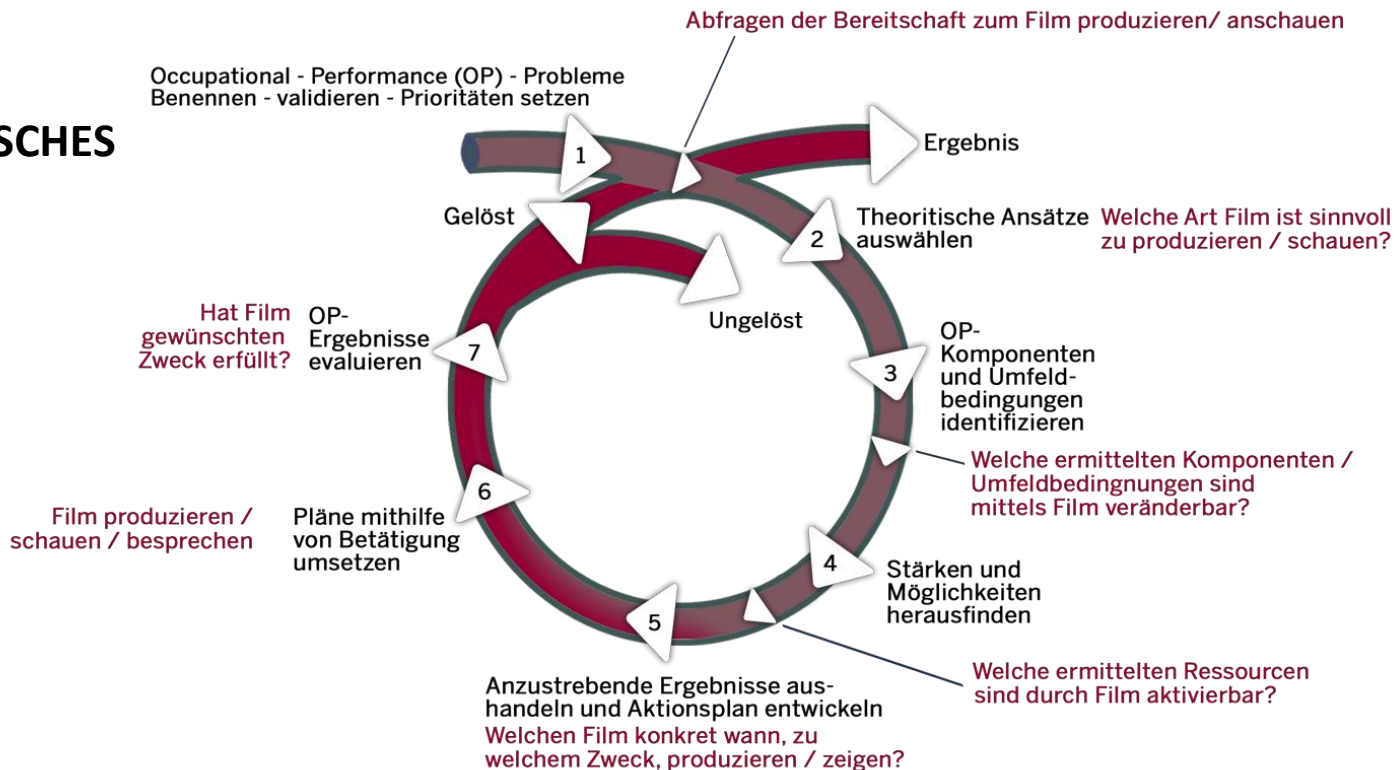 Abfragen der Bereitschaft zum Film produzieren/ anschauen
Occupational - Performance (OP) - Probleme
Benennen - validieren - Prioritäten setzen
SCHES
1
Ergebnis
Gelöst
2
Theoritische Ansätze
auswählen
Welche Art Film ist sinnvoll
zu produzieren / schauen?
Ungelöst
Hat Film
gewünschten
Zweck erfüllt?
OP-
Ergebnisse
evaluieren
7
3
OP-
Komponenten
und Umfeld-
bedingungen
identifizieren
Welche ermittelten Komponenten /
Umfeldbedingnungen sind
mittels Film veränderbar?
6
Film produzieren /
schauen / besprechen
Pläne mithilfe
von Betätigung
umsetzen
4
Stärken und
Möglichkeiten
herausfinden
5
Welche ermittelten Ressourcen
sind durch Film aktivierbar?
Anzustrebende Ergebnisse aus-
handeln und Aktionsplan entwickeln
Welchen Film konkret wann, zu
welchem Zweck, produzieren / zeigen?